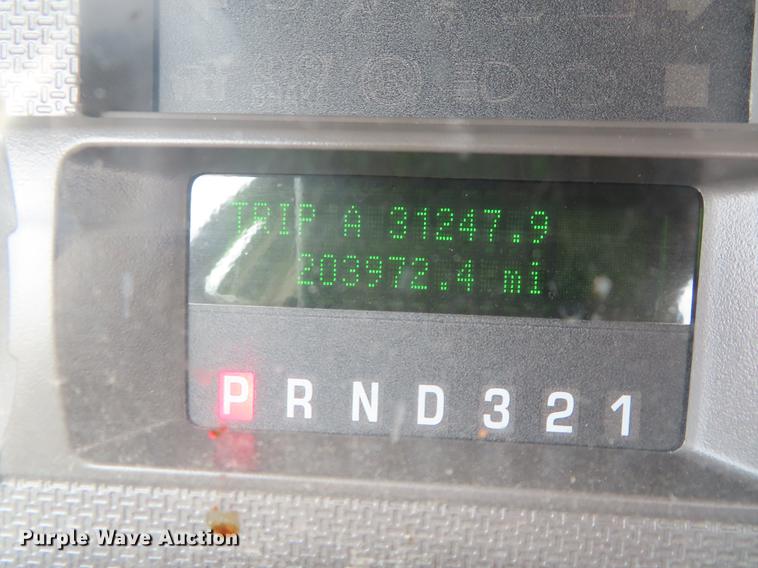 TRIP A 31247.9
203972.4 mi
P R N D 3 2 1
Purple Wave Auction